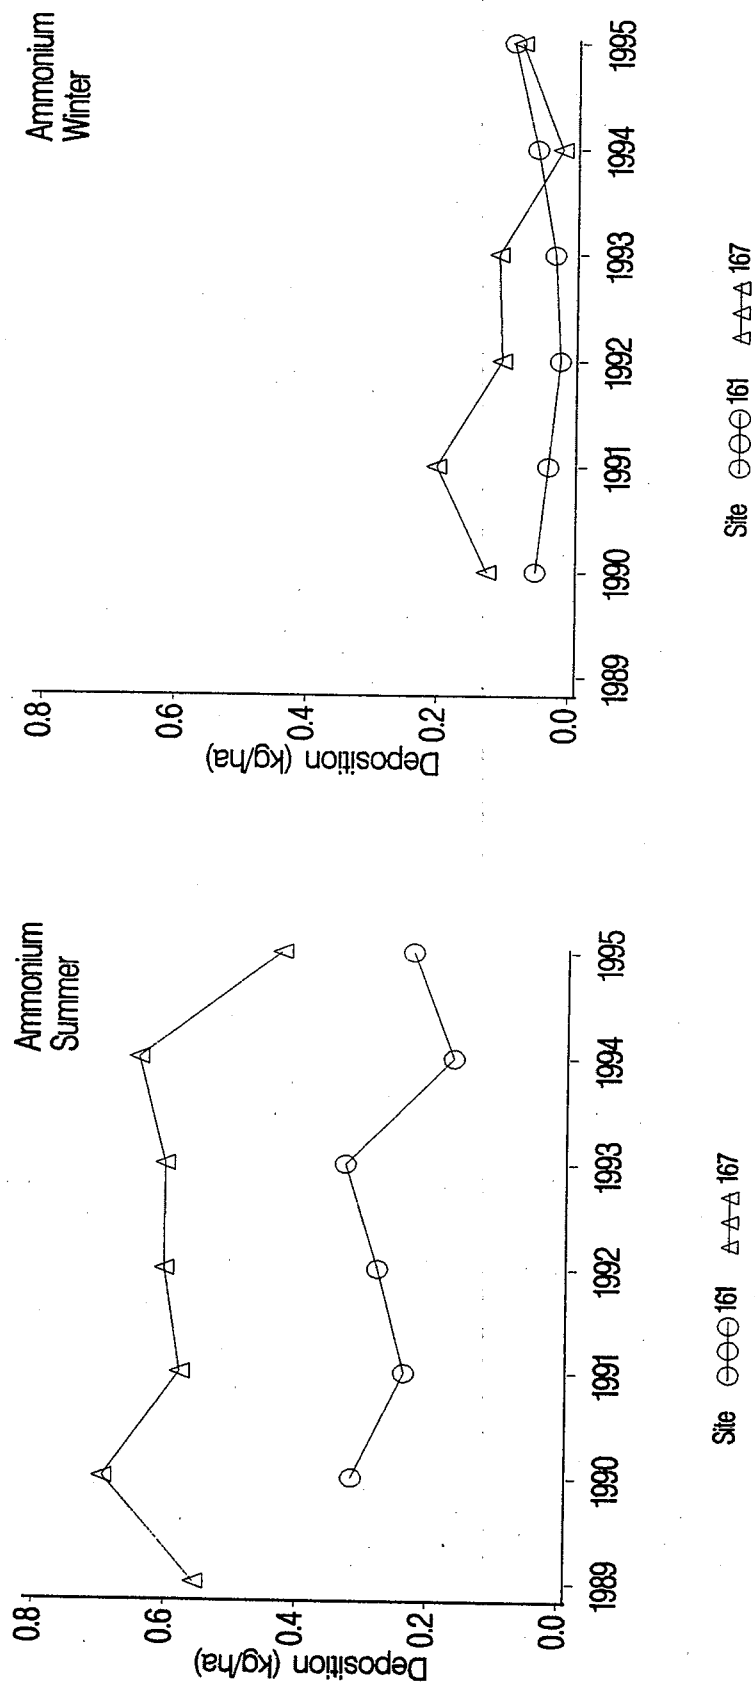 Ammonium
Summer
Deposition (kg/ha)
0.8
0.6
0.4
0.2
0.0
1989 1990 1991 1992 1993 1994 1995
Site 161 167
Ammonium
Winter
Deposition (kg/ha)
0.8
0.6
0.4
0.2
0.0
1989 1990 1991 1992 1993 1994 1995
Site 161 167